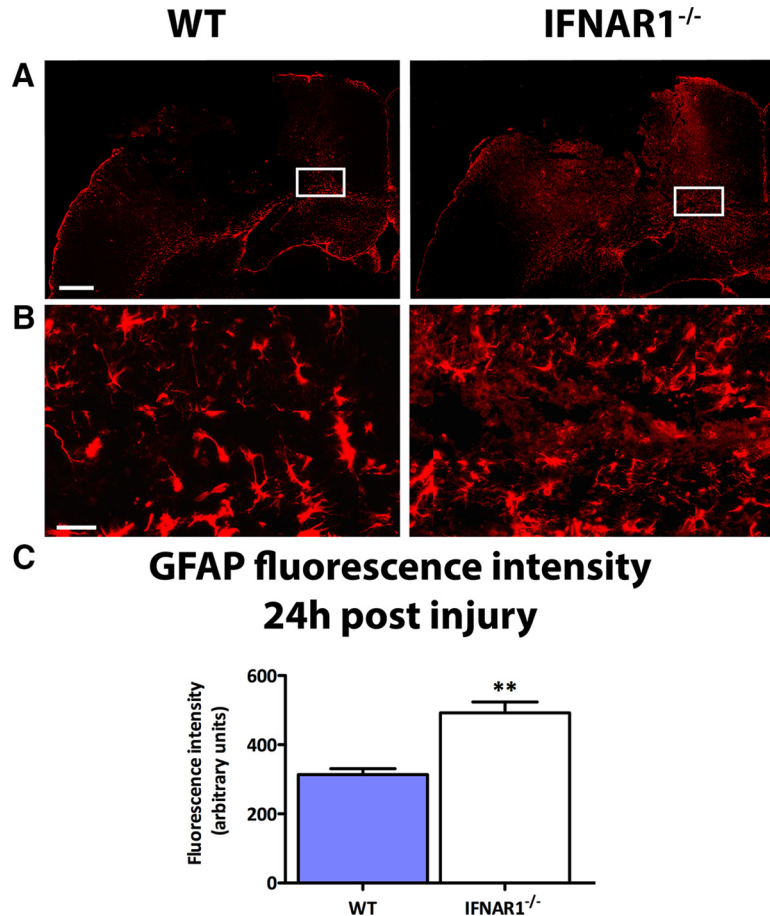 WT IFNAR1-/-
A
B
C
GFAP fluorescence intensity
24h post injury
Fluorescence intensity
(arbitrary units)
600
**
400
200
0
WT IFNAR1-/-